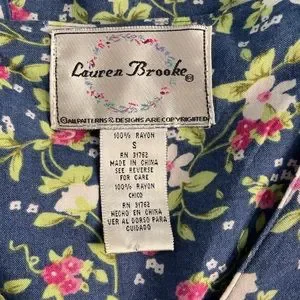 Lauren Brooke®
©ALL PATTERNS & DESIGNS ARE COPYRIGHTED
100% RAYON
S
RN 31762
MADE IN CHINA
SEE REVERSE
FOR CARE
100% RAYON
CHICO
RN 31762
HECHO EN CHINA
VER AL DORSO PARA
CUIDADO